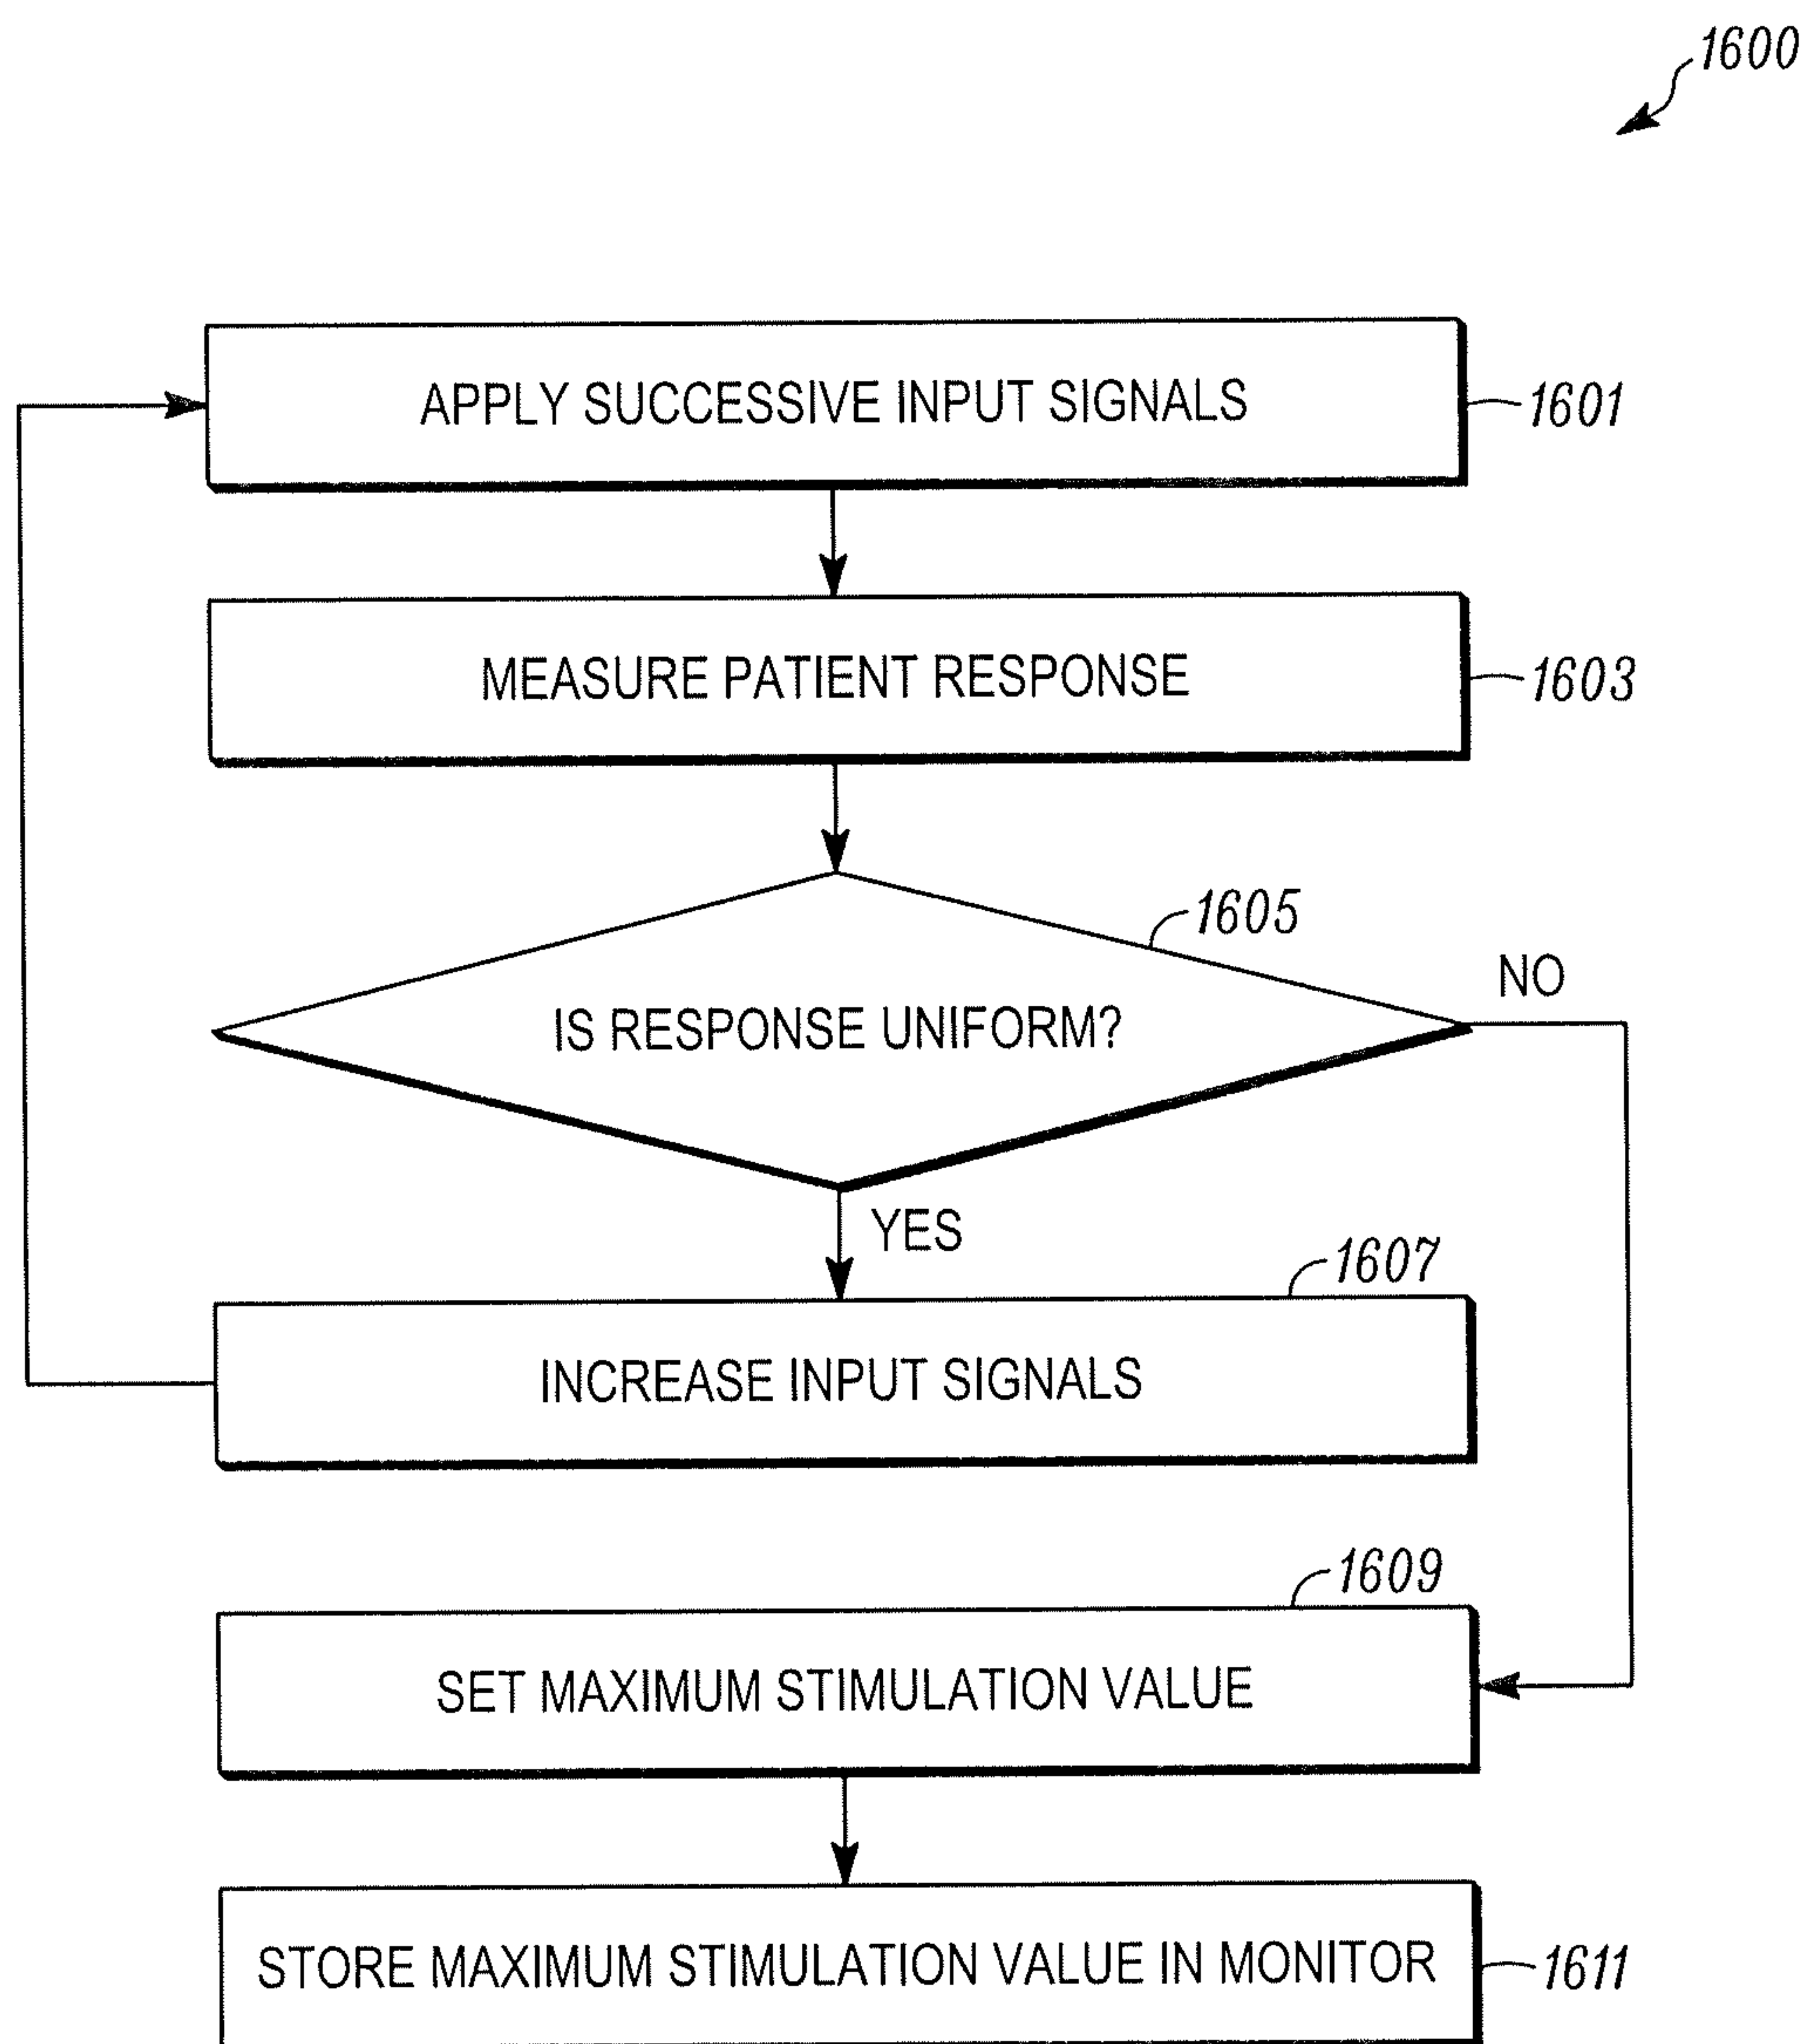 1600
APPLY SUCCESSIVE INPUT SIGNALS
1601
MEASURE PATIENT RESPONSE
1603
1605
IS RESPONSE UNIFORM?
NO
YES
1607
INCREASE INPUT SIGNALS
1609
SET MAXIMUM STIMULATION VALUE
STORE MAXIMUM STIMULATION VALUE IN MONITOR
1611